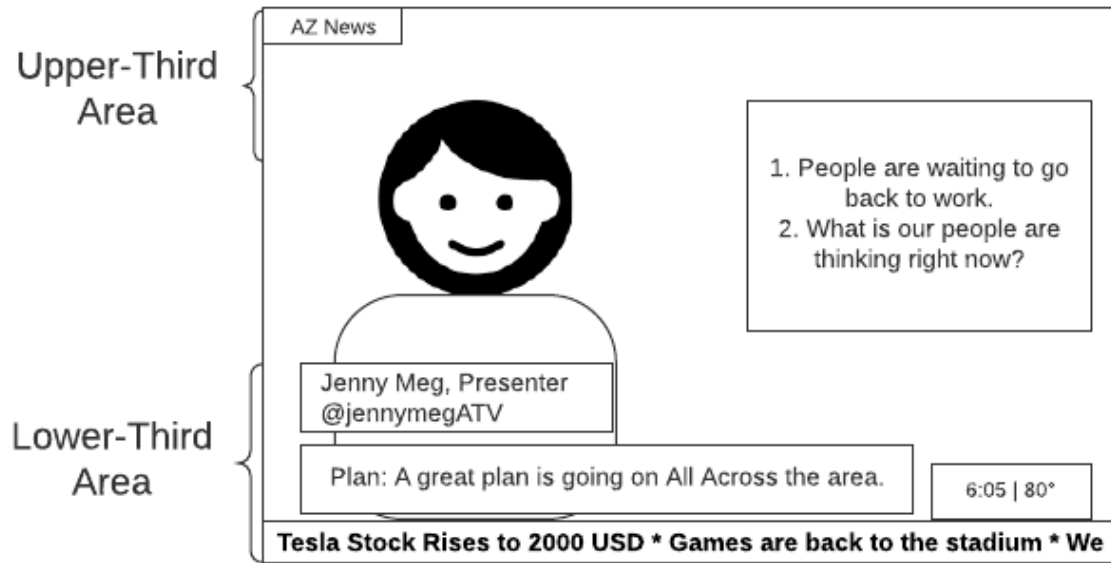 Upper-Third
Area
AZ News
1. People are waiting to go
back to work.
2. What is our people are
thinking right now?
Lower-Third
Area
Jenny Meg, Presenter
@jennymegATV
Plan: A great plan is going on All Across the area.
6:05 | 80°
Tesla Stock Rises to 2000 USD * Games are back to the stadium * We